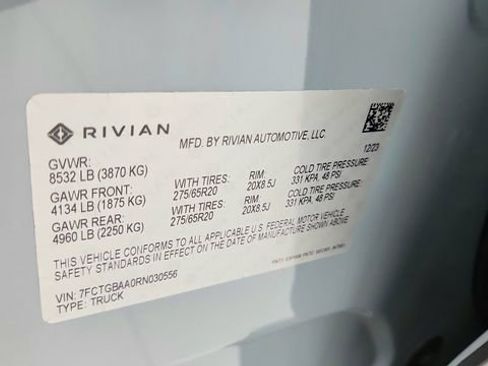 RIVIAN
MFD. BY RIVIAN AUTOMOTIVE, LLC.
12/23
GVWR:
8532 LB (3870 KG)
GAWR FRONT: WITH TIRES: RIM: COLD TIRE PRESSURE:
4134 LB (1875 KG) 275/65R20 20X8.5J 331 KPA, 48 PSI
GAWR REAR: WITH TIRES: RIM: COLD TIRE PRESSURE:
4960 LB (2250 KG) 275/65R20 20X8.5J 331 KPA, 48 PSI
THIS VEHICLE CONFORMS TO ALL APPLICABLE U.S. FEDERAL MOTOR VEHICLE
SAFETY STANDARDS IN EFFECT ON THE DATE OF MANUFACTURE SHOWN ABOVE.
VIN: 7FCTGBAA0RN030556
TYPE: TRUCK